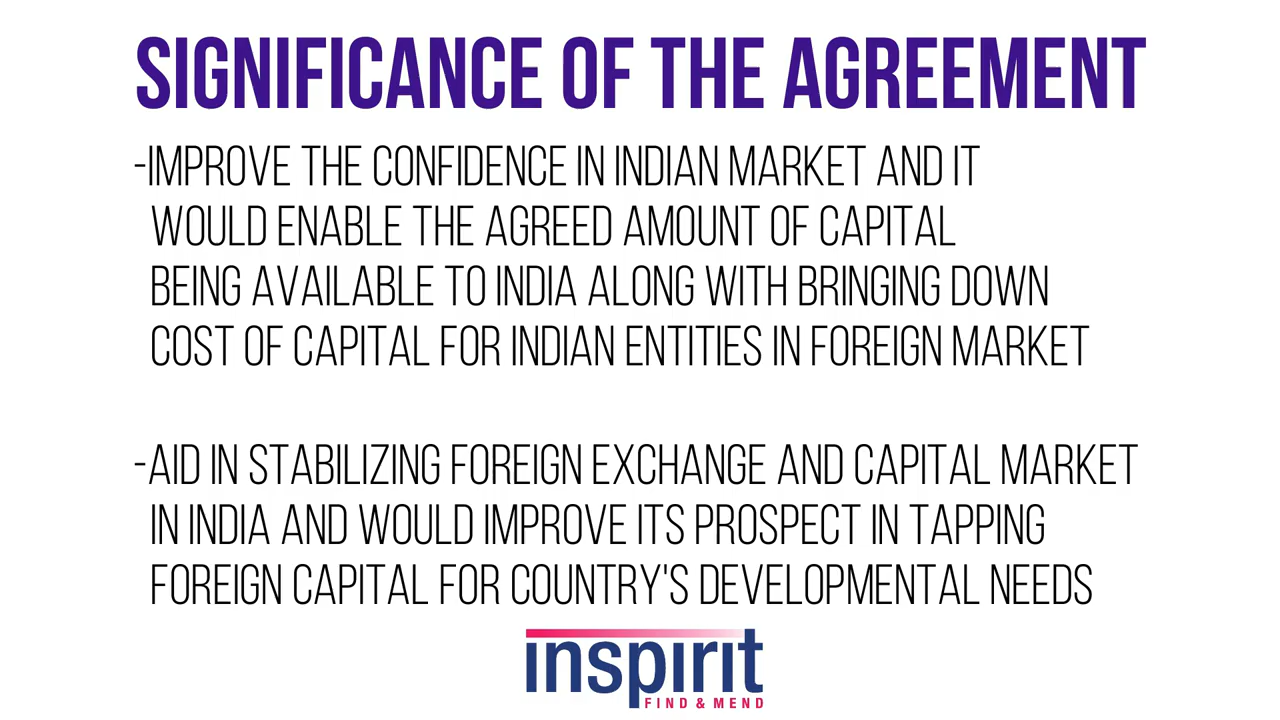 SIGNIFICANCE OF THE AGREEMENT
-IMPROVE THE CONFIDENCE IN INDIAN MARKET AND IT
WOULD ENABLE THE AGREED AMOUNT OF CAPITAL
BEING AVAILABLE TO INDIA ALONG WITH BRINGING DOWN
COST OF CAPITAL FOR INDIAN ENTITIES IN FOREIGN MARKET
-AID IN STABILIZING FOREIGN EXCHANGE AND CAPITAL MARKET
IN INDIA AND WOULD IMPROVE ITS PROSPECT IN TAPPING
FOREIGN CAPITAL FOR COUNTRY'S DEVELOPMENTAL NEEDS
inspirit
FIND & MEND